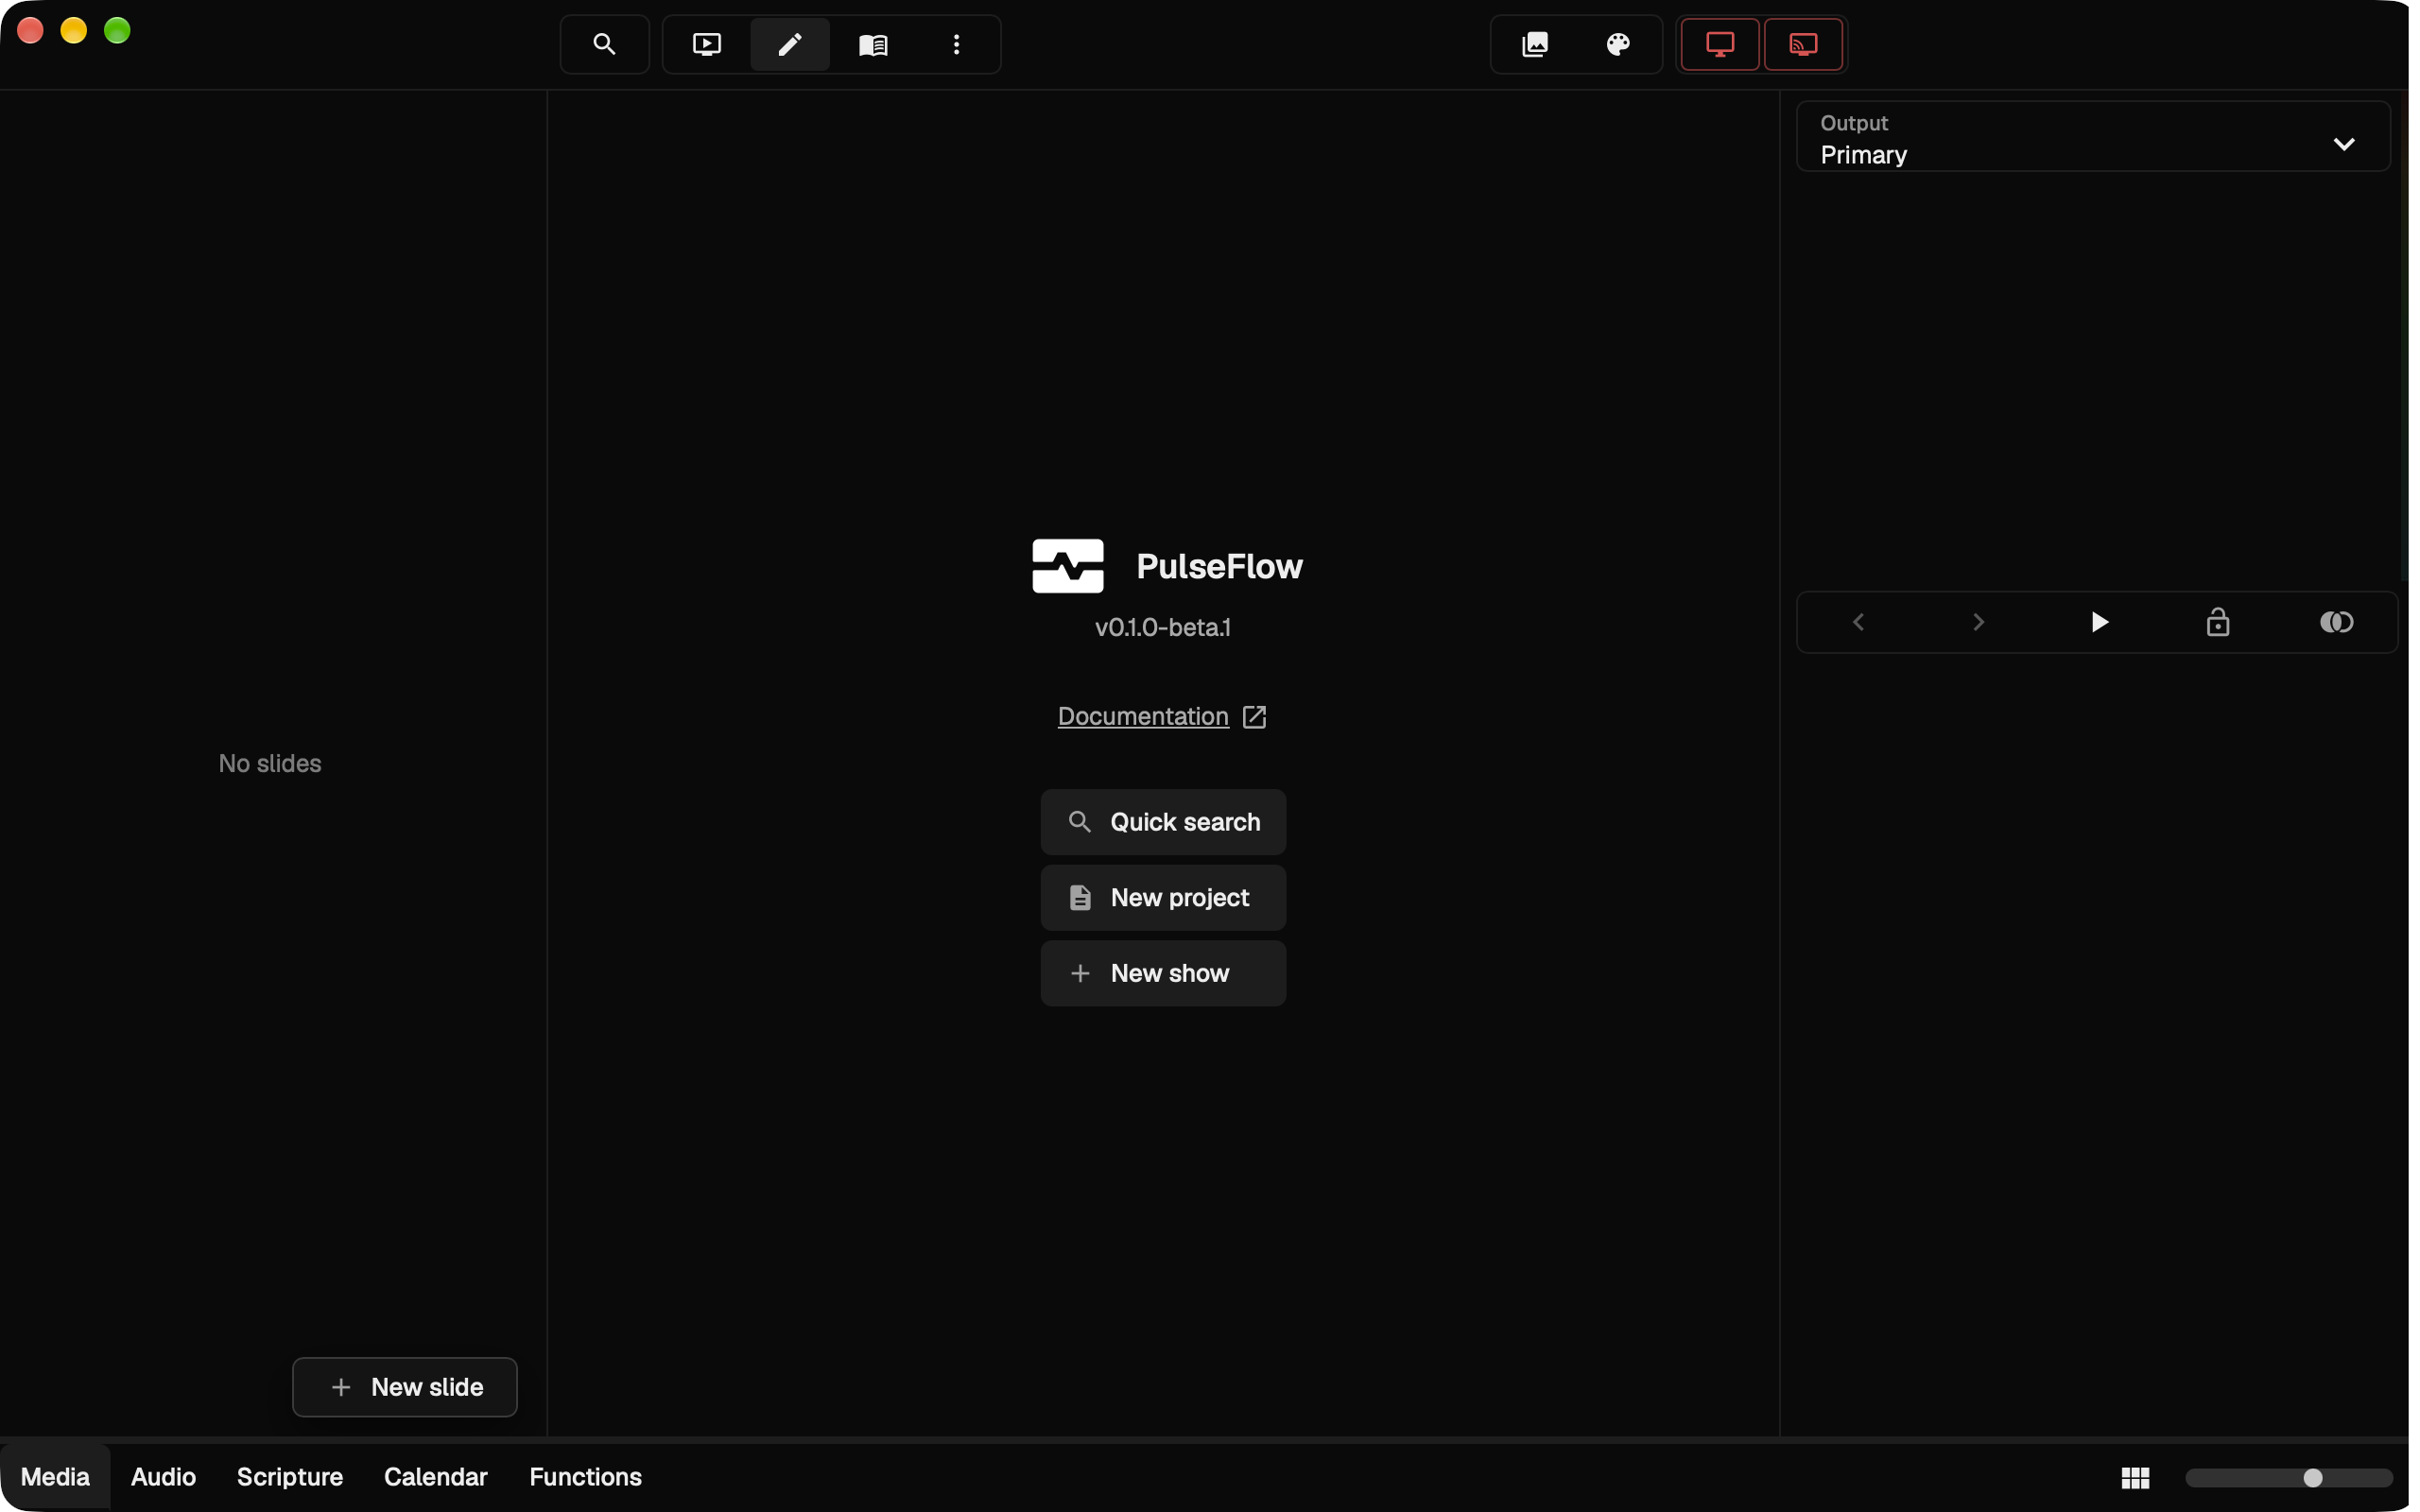 Output
Primary
PulseFlow
v0.1.0-beta.1
Documentation
No slides
Quick search
New project
New show
New slide
Media
Audio
Scripture
Calendar
Functions